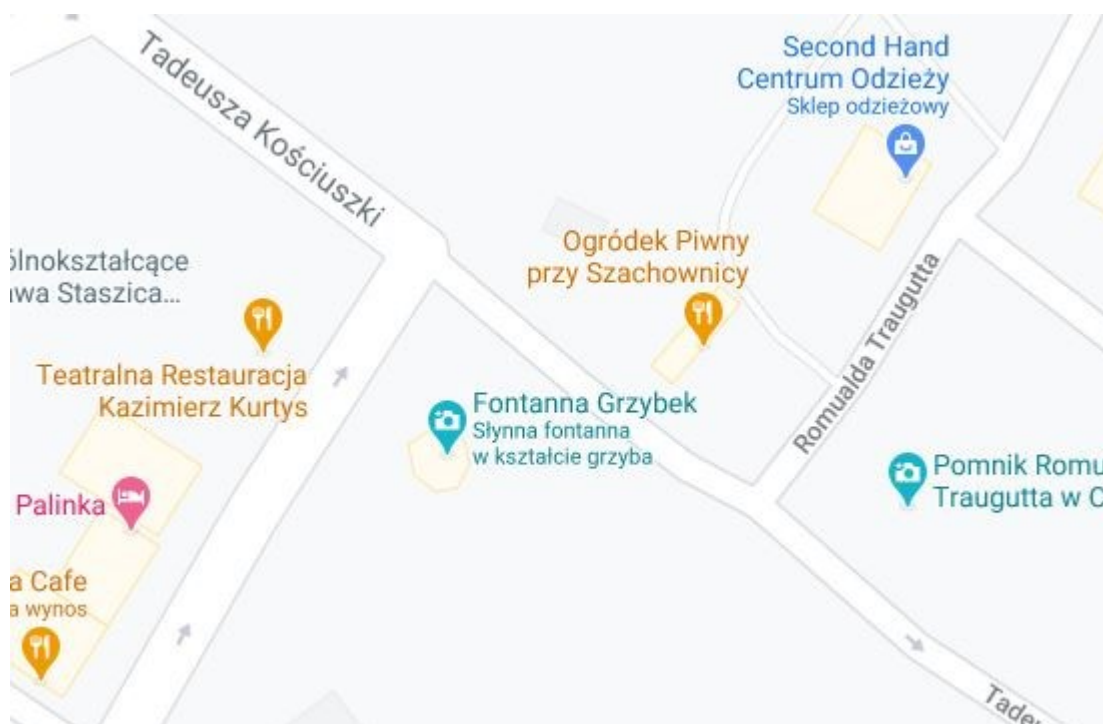 Tadeusza Kościuszki
Second Hand
Centrum Odzieży
Sklep odzieżowy
ólnokształcące
awa Staszica...
Ogródek Piwny
przy Szachownicy
Romualda Traugutta
Teatralna Restauracja
Kazimierz Kurtys
Fontanna Grzybek
Słynna fontanna
w kształcie grzyba
Pomnik Romu
Traugutta w C
Palinka
a Cafe
a wynos
Tade